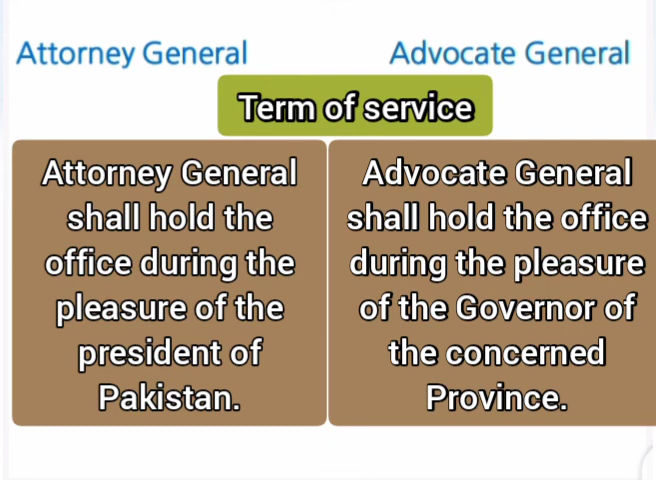 Attorney General
Advocate General
Term of service
Attorney General
shall hold the
office during the
pleasure of the
president of
Pakistan.
Advocate General
shall hold the office
during the pleasure
of the Governor of
the concerned
Province.